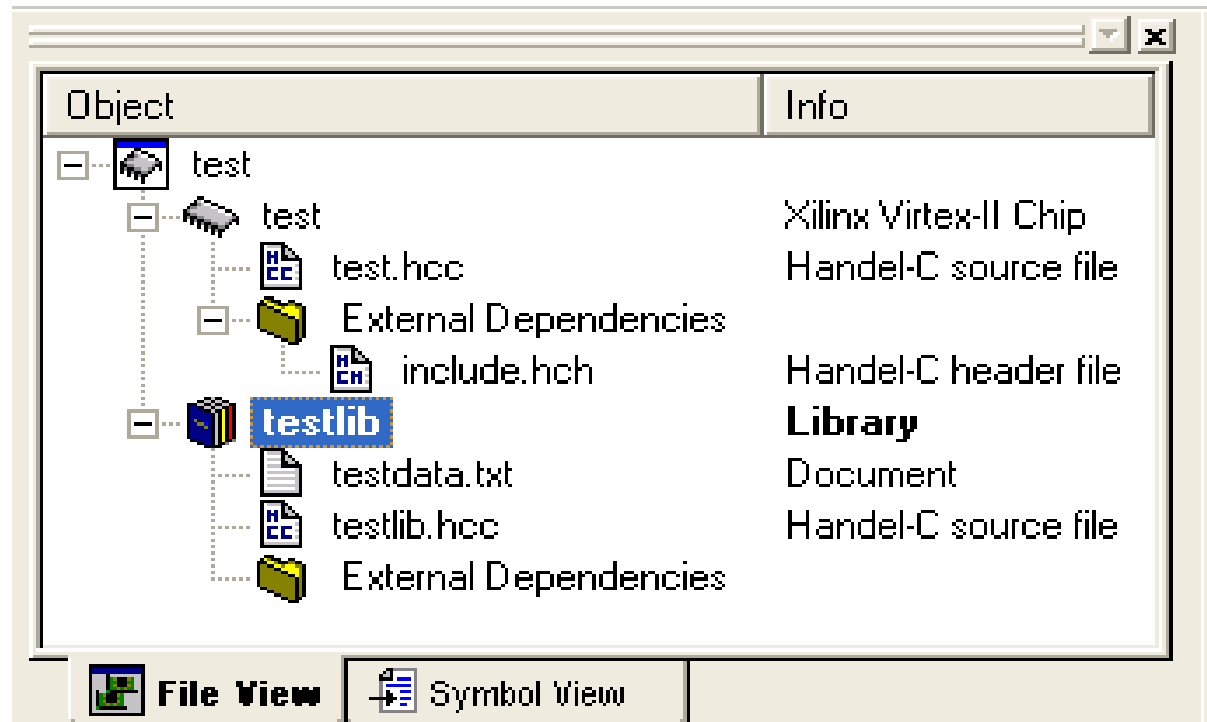 Object Info
test
test Xilinx Virtex-II Chip
test.hcc Handel-C source file
External Dependencies
include.hch Handel-C header file
testlib Library
testdata.txt Document
testlib.hcc Handel-C source file
External Dependencies
File View Symbol View